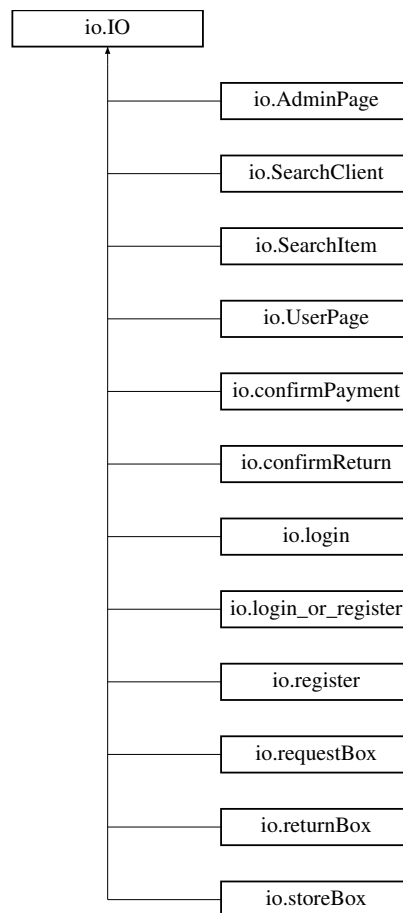 io.IO
io.AdminPage
io.SearchClient
io.SearchItem
io.UserPage
io.confirmPayment
io.confirmReturn
io.login
io.login_or_register
io.register
io.requestBox
io.returnBox
io.storeBox